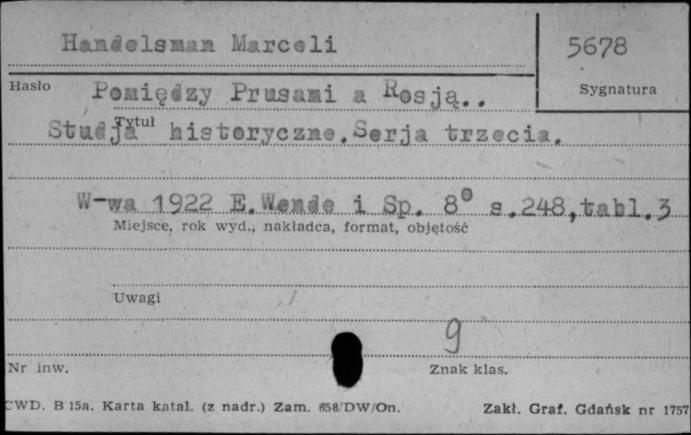 Handelsman Marceli
5678
Hasło
Sygnatura
Pomiędzy Prusami a Rosją..
Tytuł
Studja historyczne.Serja trzecia.
W-wa 1922 E.Wende i Sp. 8° s.248,tabl.3
Miejsce, rok wyd., nakładca, format, objętość
Uwagi
9
Nr inw.
Znak klas.
CWD. B 15a. Karta katal. (z nadr.) Zam. 658/DW/On.
Zakł. Graf. Gdańsk nr 1757